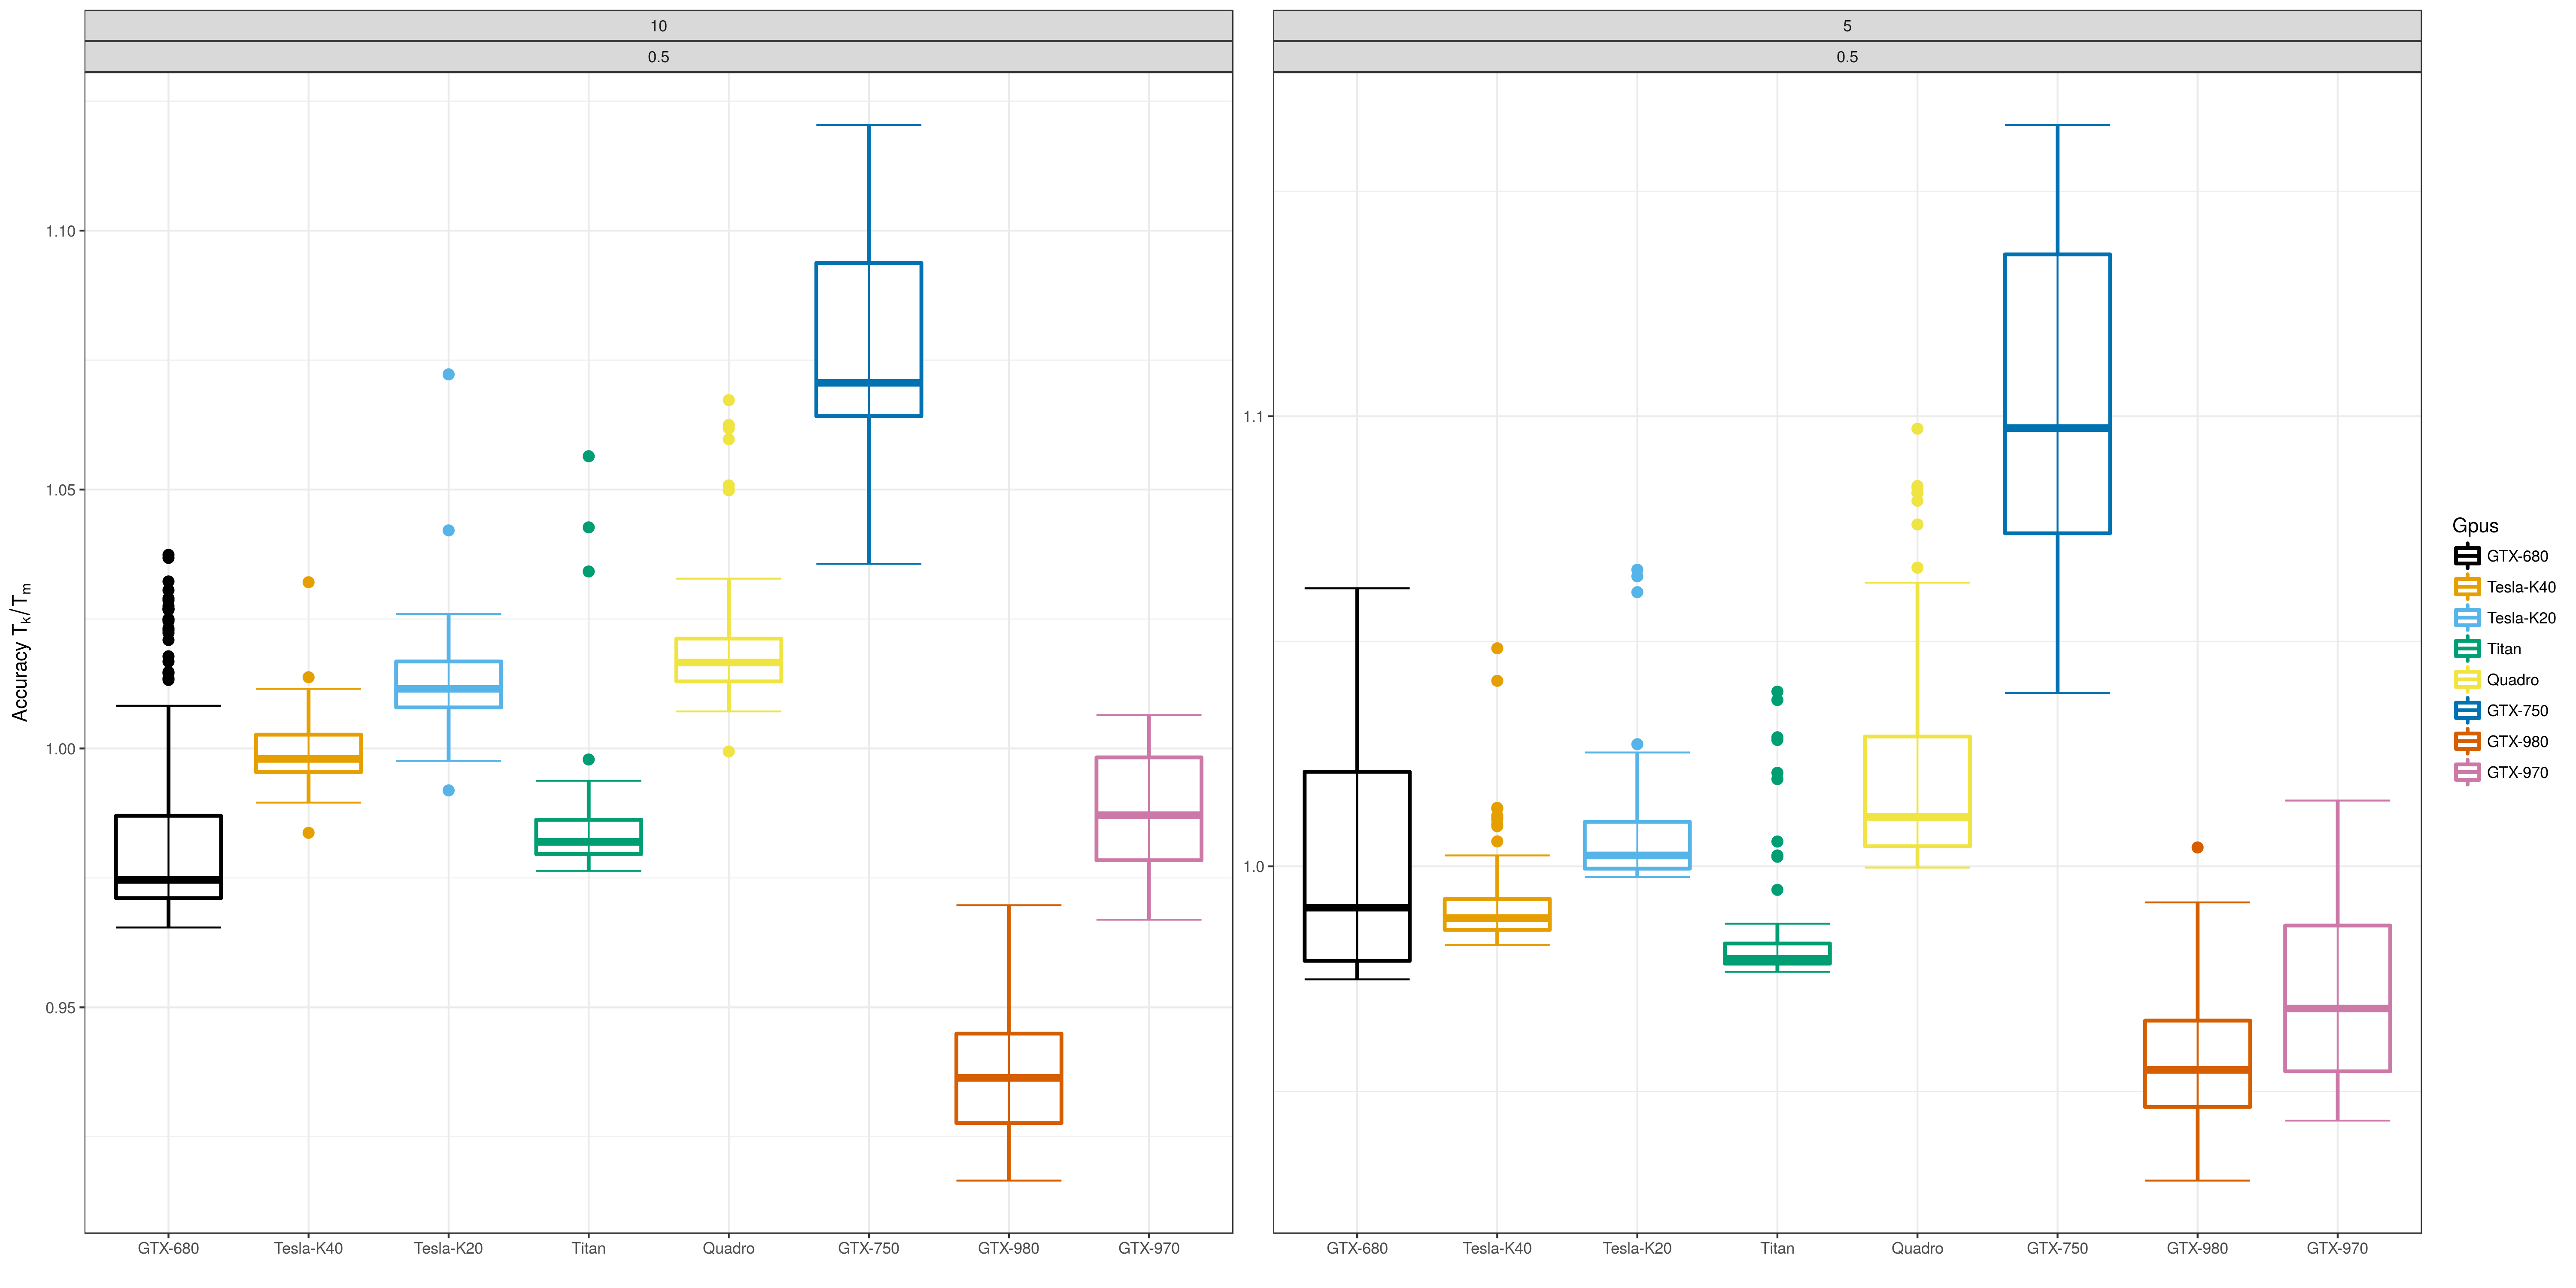 10
0.5
5
0.5
Accuracy Tk/Tm
1.10
1.05
1.00
0.95
1.1
1.0
GTX-680 Tesla-K40 Tesla-K20 Titan Quadro GTX-750 GTX-980 GTX-970
GTX-680 Tesla-K40 Tesla-K20 Titan Quadro GTX-750 GTX-980 GTX-970
Gpus
GTX-680
Tesla-K40
Tesla-K20
Titan
Quadro
GTX-750
GTX-980
GTX-970